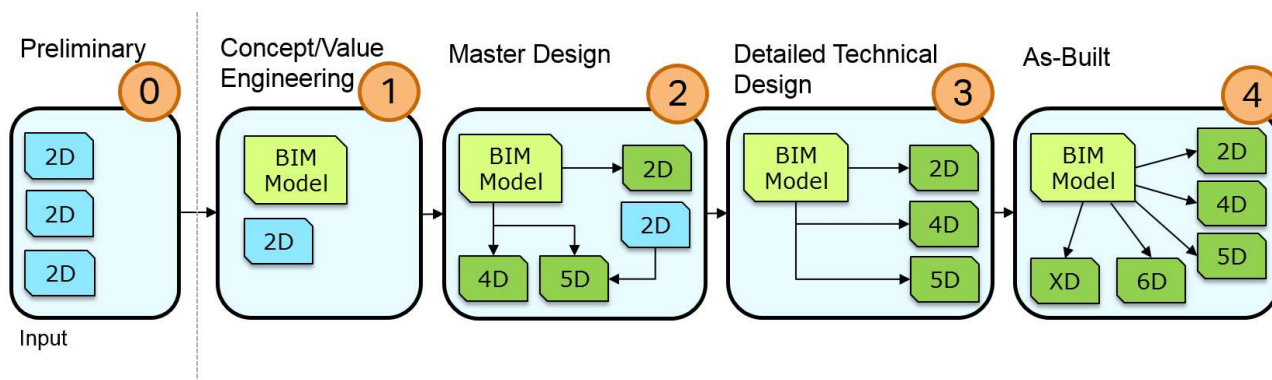 Preliminary
0
2D
2D
2D
Input
Concept/Value
Engineering
1
BIM
Model
2D
Master Design
2
BIM
Model
2D
2D
4D
5D
Detailed Technical
Design
3
BIM
Model
2D
4D
5D
As-Built
4
BIM
Model
2D
4D
5D
XD
6D